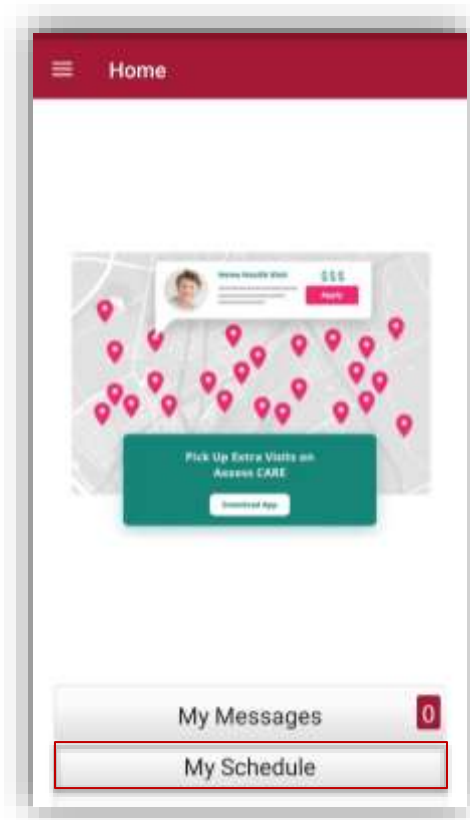 Home
Home Health Visit
$$$
Apply
Pick Up Extra Visits on
Axxess CARE
Download App
My Messages
0
My Schedule